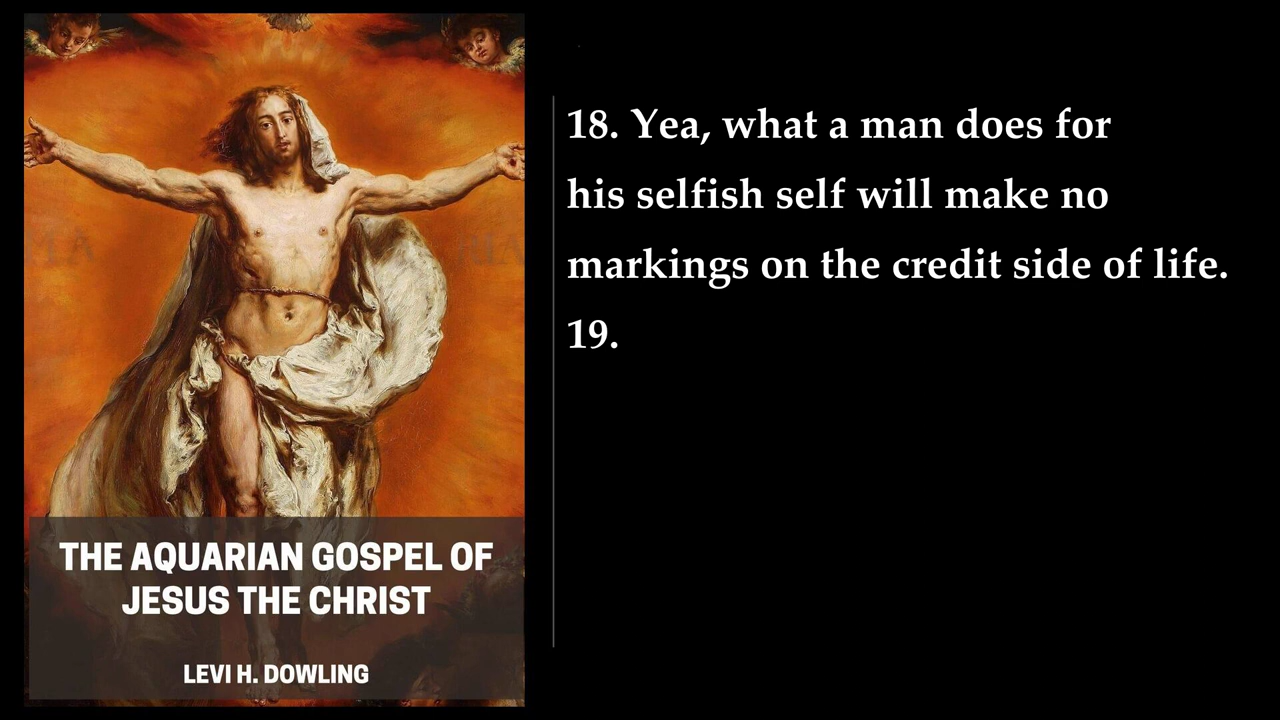 18. Yea, what a man does for
his selfish self will make no
markings on the credit side of life.
19.
THE AQUARIAN GOSPEL OF
JESUS THE CHRIST
LEVI H. DOWLING